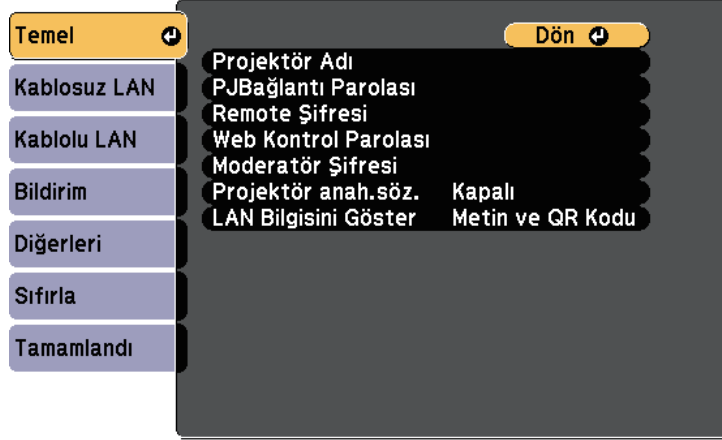 Temel
Kablosuz LAN
Kablolu LAN
Bildirim
Diğerleri
Sıfırla
Tamamlandı
Dön
Projektör Adı
PJBağlantı Parolası
Remote Şifresi
Web Kontrol Parolası
Moderatör Şifresi
Projektör anah.söz. Kapalı
LAN Bilgisini Göster Metin ve QR Kodu